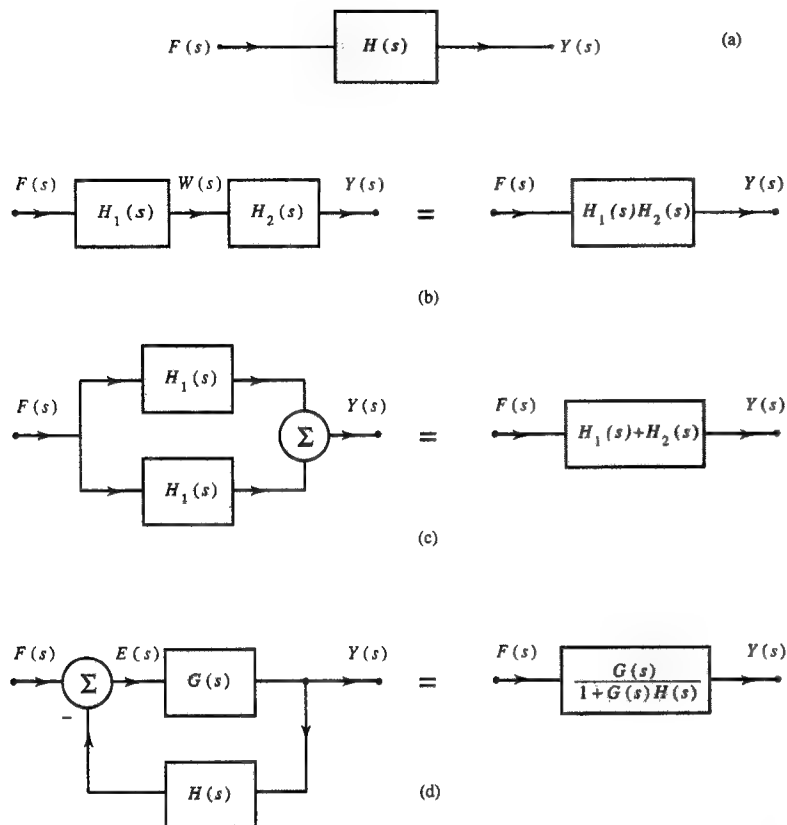 F(s) H(s) Y(s) (a)
F(s) H₁(s) W(s) H₂(s) Y(s) = F(s) H₁(s)H₂(s) Y(s)
(b)
F(s) H₁(s) H₁(s) Σ Y(s) = F(s) H₁(s)+H₂(s) Y(s)
(c)
F(s) Σ − E(s) G(s) Y(s) H(s) = F(s) G(s) / 1+G(s)H(s) Y(s)
(d)